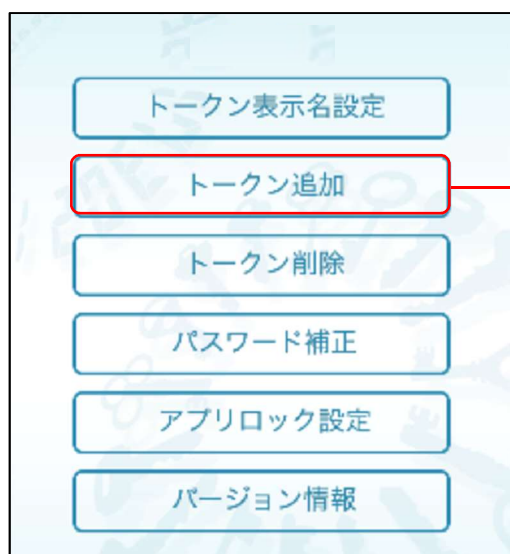 トークン表示名設定
トークン追加
トークン削除
パスワード補正
アプリロック設定
バージョン情報